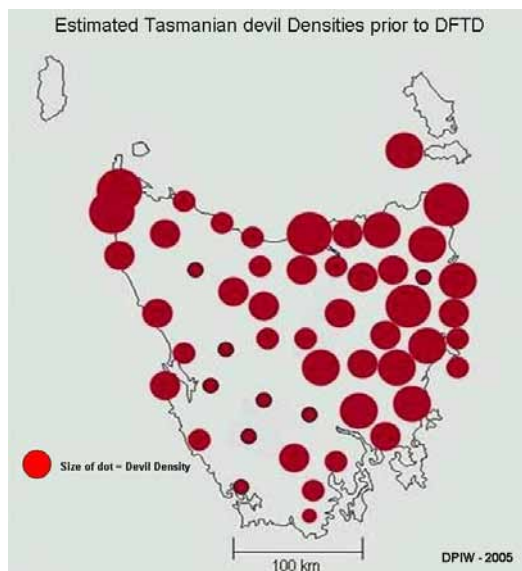 Estimated Tasmanian devil Densities prior to DFTD
Size of dot = Devil Density
100 km
DPIW - 2005